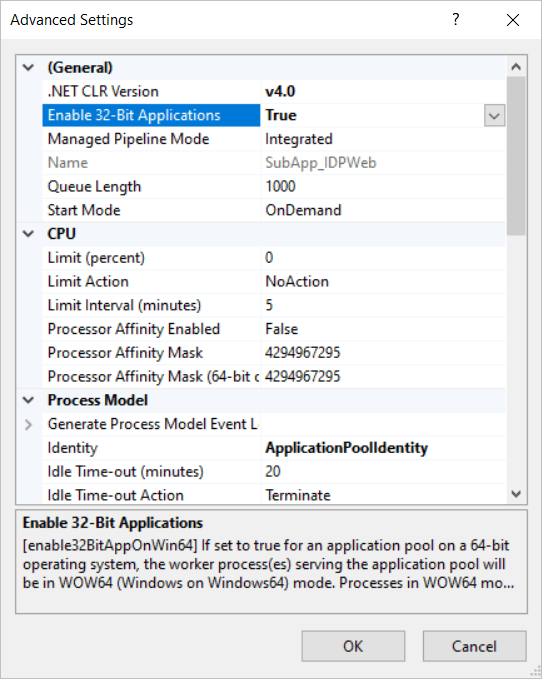 Advanced Settings
(General)
.NET CLR Version v4.0
Enable 32-Bit Applications True
Managed Pipeline Mode Integrated
Name SubApp_IDPWeb
Queue Length 1000
Start Mode OnDemand
CPU
Limit (percent) 0
Limit Action NoAction
Limit Interval (minutes) 5
Processor Affinity Enabled False
Processor Affinity Mask 4294967295
Processor Affinity Mask (64-bit o 4294967295
Process Model
Generate Process Model Event L
Identity ApplicationPoolIdentity
Idle Time-out (minutes) 20
Idle Time-out Action Terminate
Enable 32-Bit Applications
[enable32BitAppOnWin64] If set to true for an application pool on a 64-bit
operating system, the worker process(es) serving the application pool will
be in WOW64 (Windows on Windows64) mode. Processes in WOW64 mo...
OK Cancel